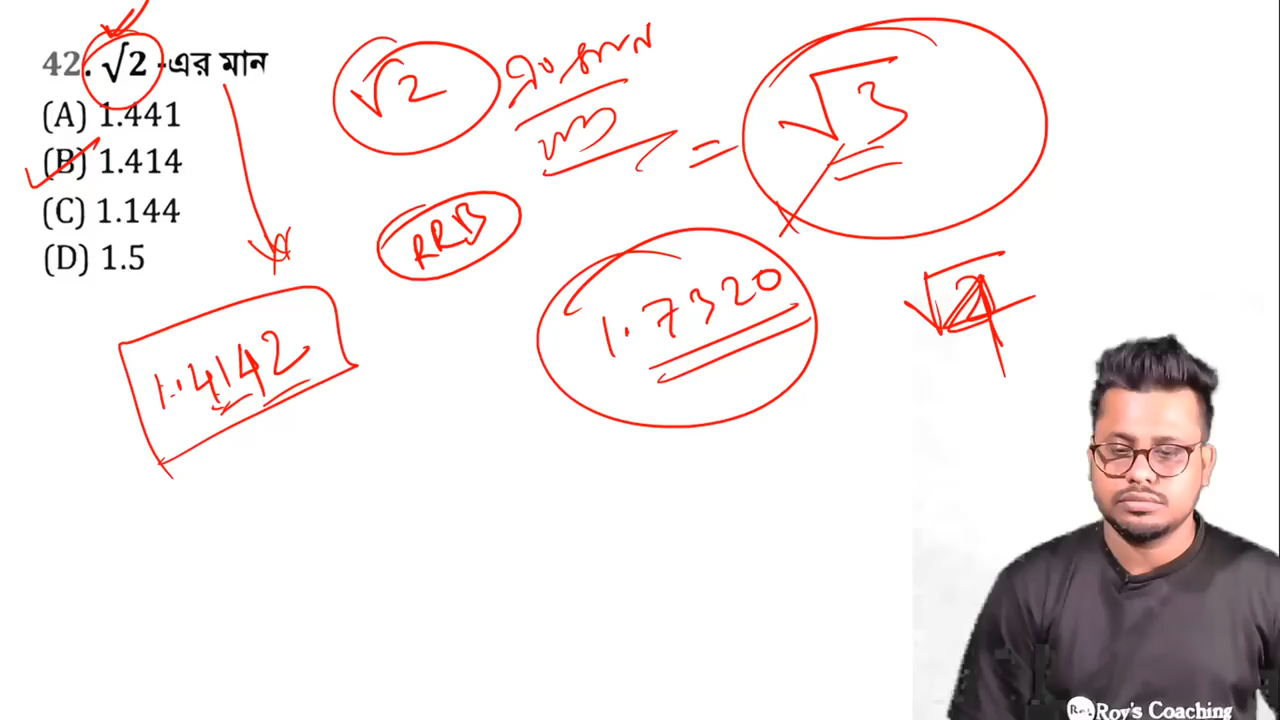 42. √2 -এর মান
(A) 1.441
(B) 1.414
(C) 1.144
(D) 1.5
√2
= √3
RRB
1.7320
1.4142
Roy's Coaching